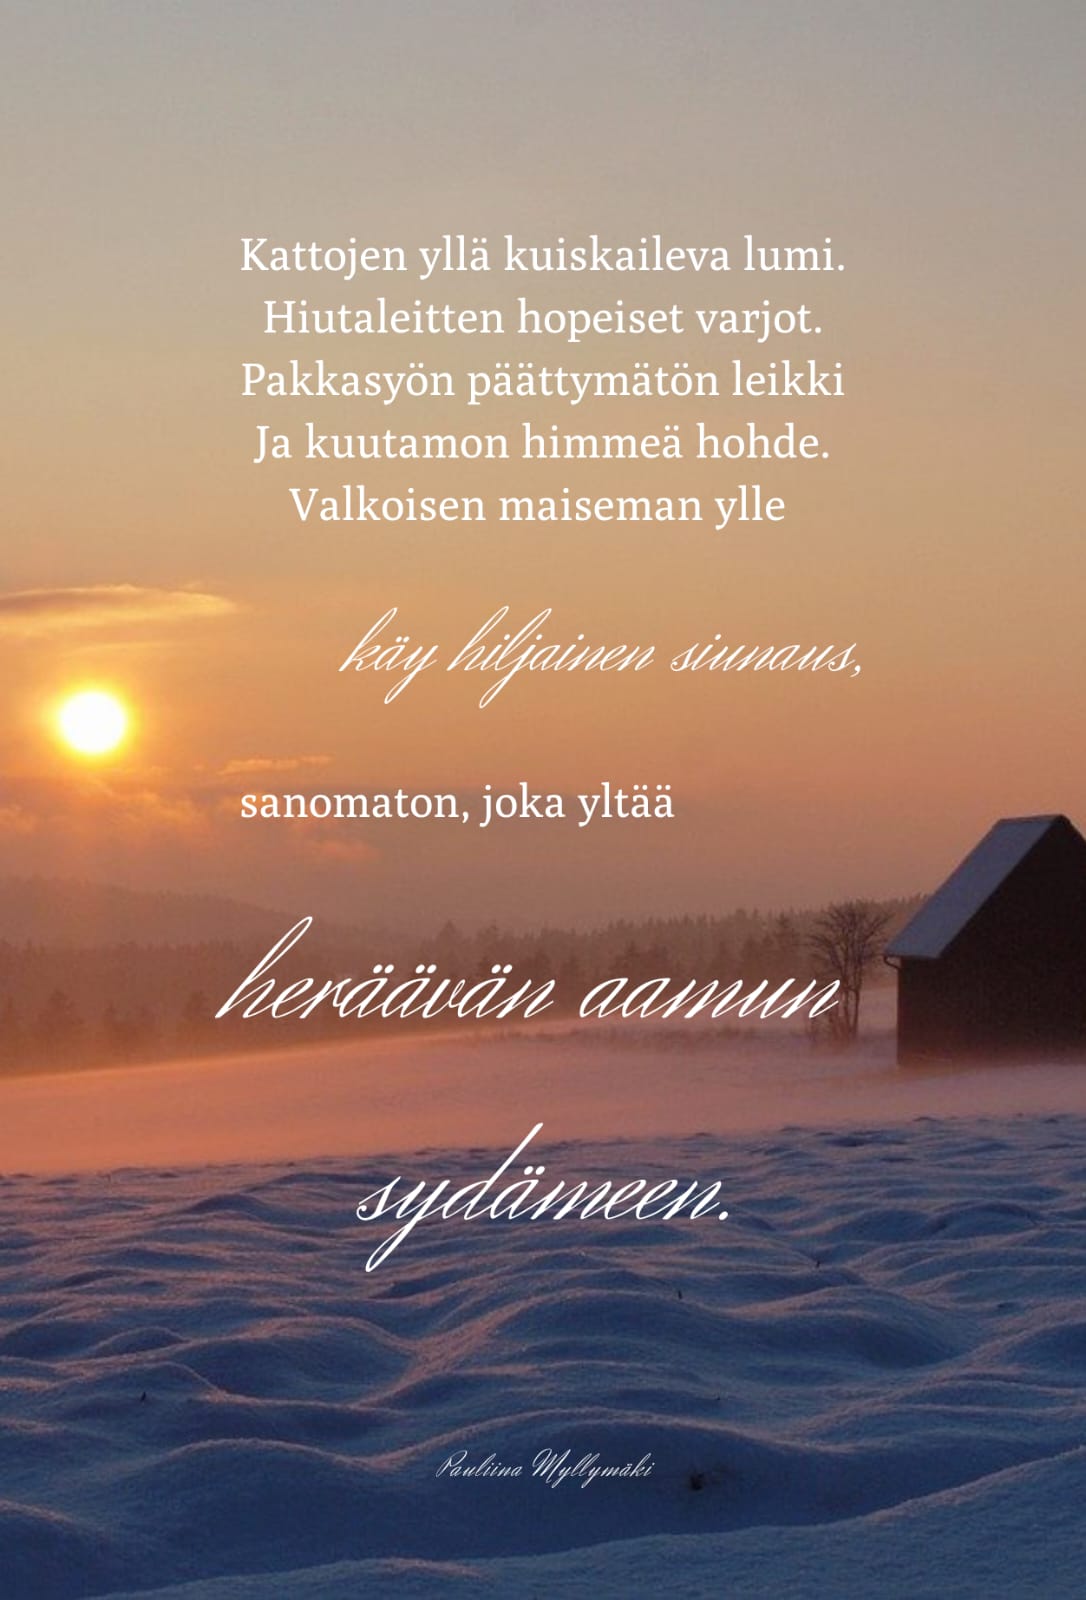 Kattojen yllä kuiskaileva lumi.
Hiutaleitten hopeiset varjot.
Pakkasyön päättymätön leikki
Ja kuutamon himmeä hohde.
Valkoisen maiseman ylle
käy hiljainen siunaus,
sanomaton, joka yltää
heräävän aamun
sydämeen.
Pauliina Myllymäki